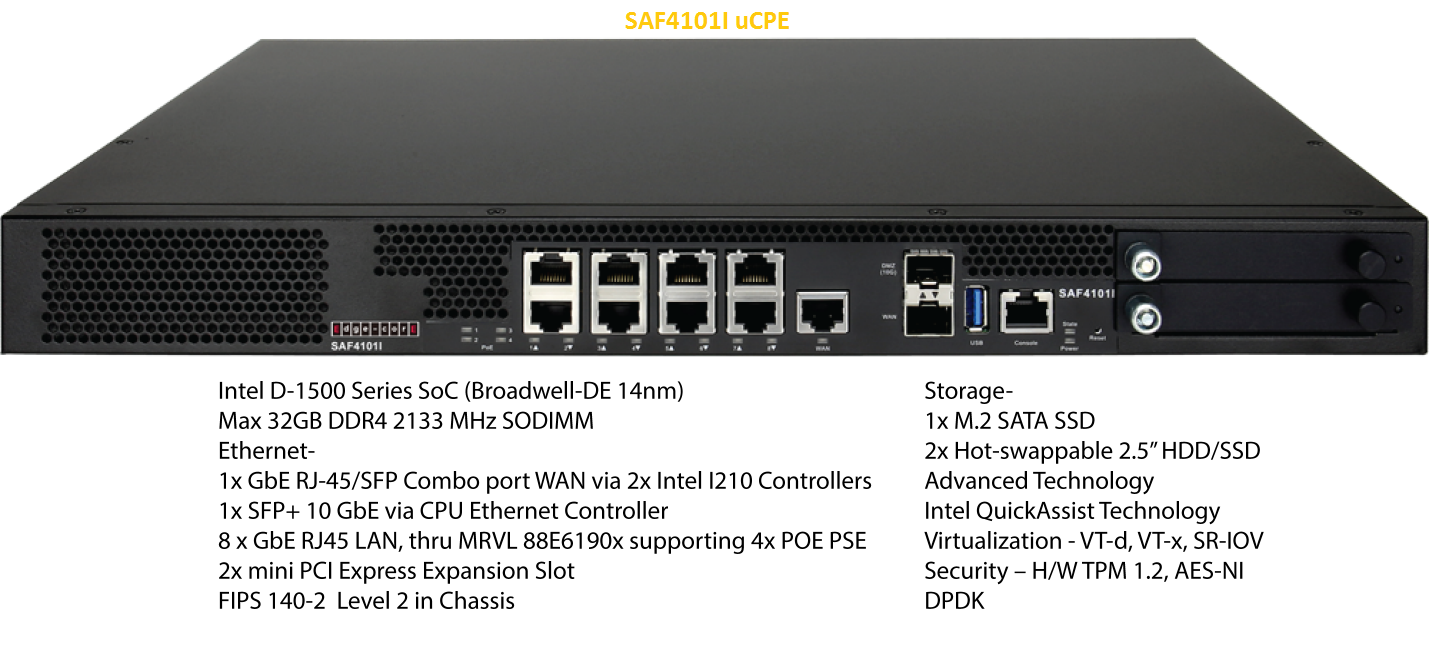 SAF4101I uCPE
DMZ
(10G)
WAN
SAF4101I
Edge-corE
SAF4101I
1 3
2 4
PoE
1▲ 2▼ 3▲ 4▼ 5▲ 6▼ 7▲ 8▼
WAN
▲ ▼
USB
Console
State
Power
Reset
Intel D-1500 Series SoC (Broadwell-DE 14nm)
Max 32GB DDR4 2133 MHz SODIMM
Ethernet-
1x GbE RJ-45/SFP Combo port WAN via 2x Intel I210 Controllers
1x SFP+ 10 GbE via CPU Ethernet Controller
8 x GbE RJ45 LAN, thru MRVL 88E6190x supporting 4x POE PSE
2x mini PCI Express Expansion Slot
FIPS 140-2 Level 2 in Chassis
Storage-
1x M.2 SATA SSD
2x Hot-swappable 2.5” HDD/SSD
Advanced Technology
Intel QuickAssist Technology
Virtualization - VT-d, VT-x, SR-IOV
Security – H/W TPM 1.2, AES-NI
DPDK